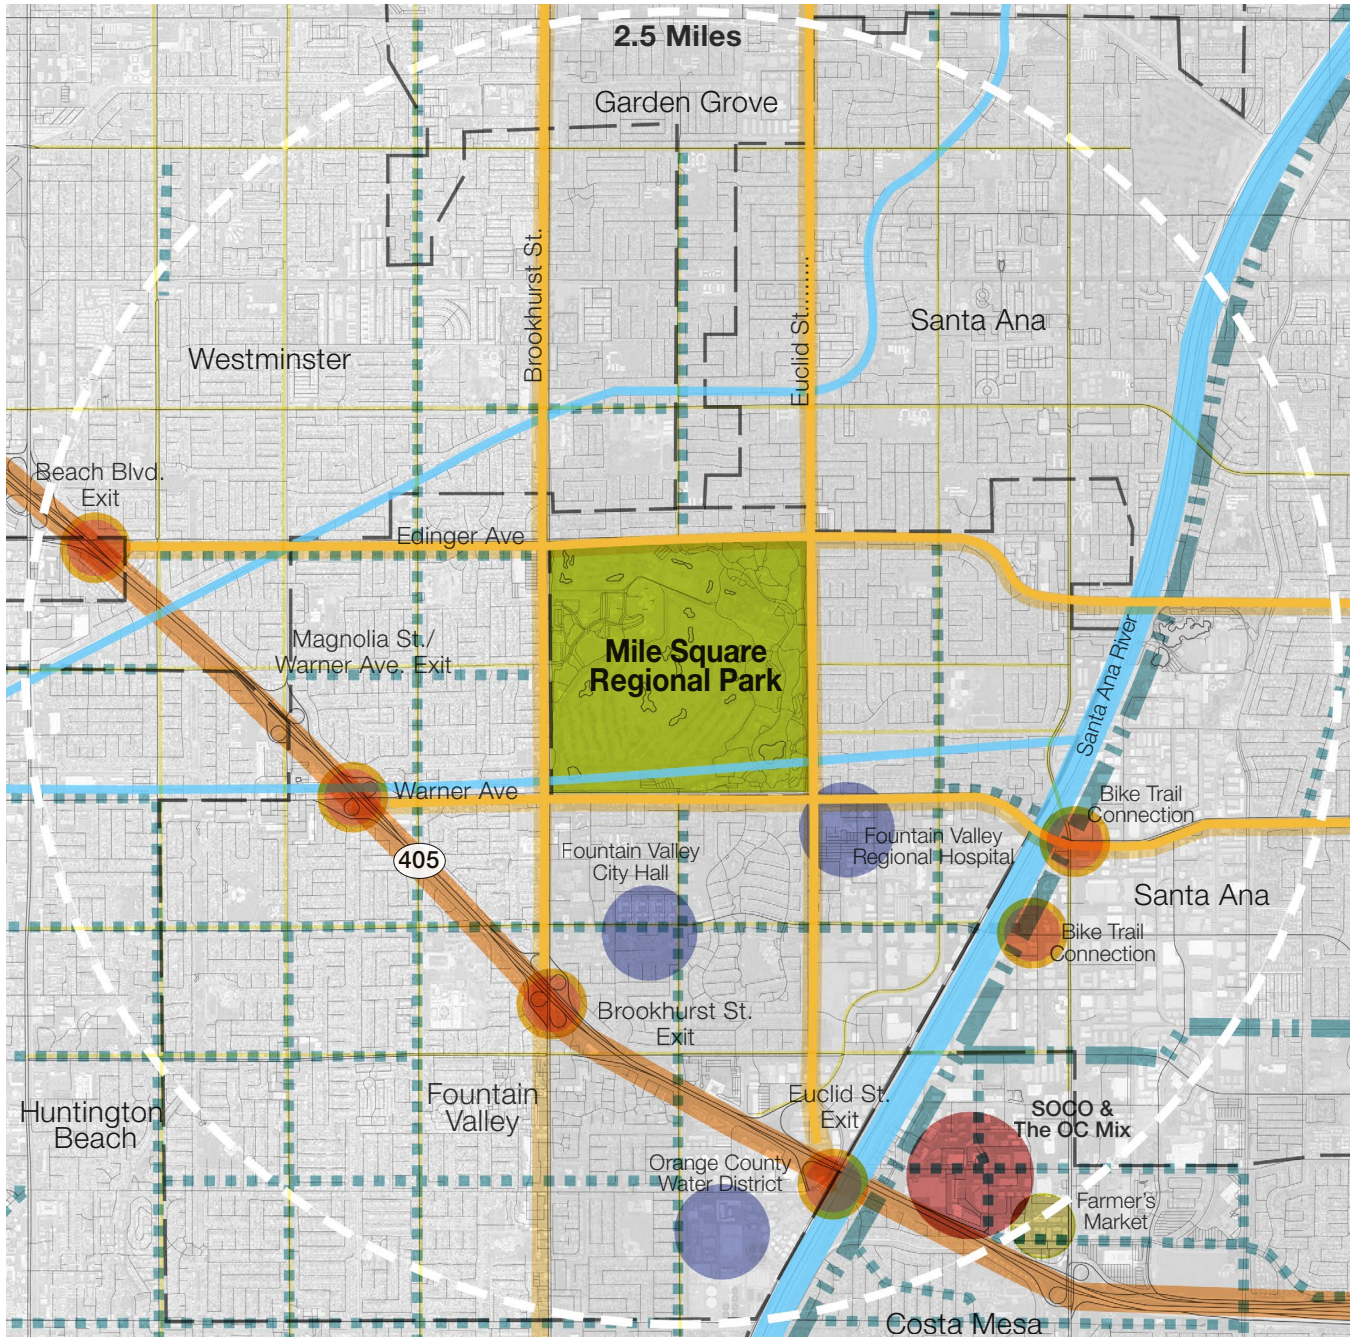 2.5 Miles
Garden Grove
Brookhurst St.
Euclid St.........
Santa Ana
Westminster
Beach Blvd.
Exit
Edinger Ave
Magnolia St./
Warner Ave. Exit
Mile Square
Regional Park
Santa Ana River
Warner Ave
Bike Trail
Connection
405
Fountain Valley
City Hall
Fountain Valley
Regional Hospital
Santa Ana
Bike Trail
Connection
Brookhurst St.
Exit
Fountain
Valley
Euclid St.
Exit
Huntington
Beach
SOCO &
The OC Mix
Orange County
Water District
Farmer's
Market
Costa Mesa